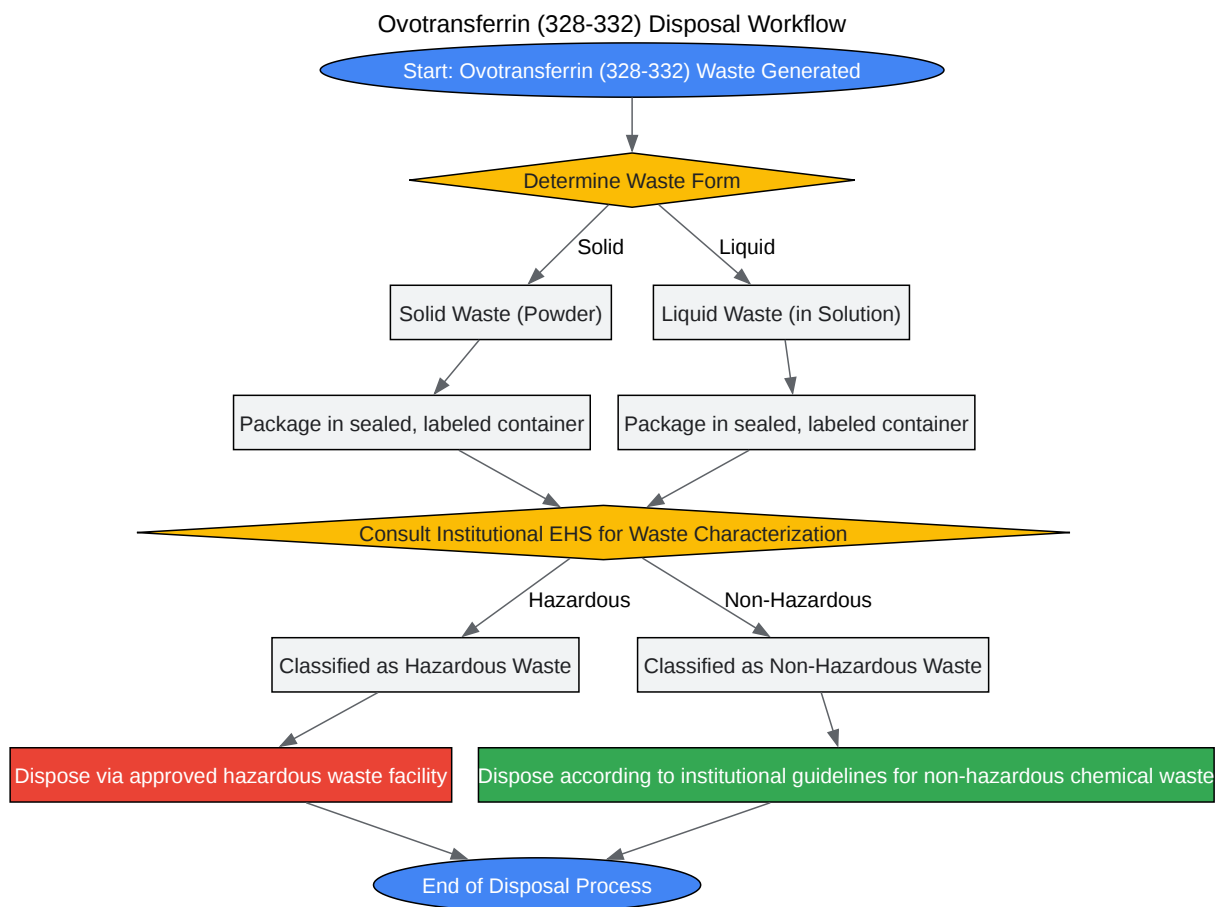 Ovotransferrin (328-332) Disposal Workflow
Start: Ovotransferrin (328-332) Waste Generated
Determine Waste Form
Solid
Liquid
Solid Waste (Powder)
Liquid Waste (in Solution)
Package in sealed, labeled container
Package in sealed, labeled container
Consult Institutional EHS for Waste Characterization
Hazardous
Non-Hazardous
Classified as Hazardous Waste
Classified as Non-Hazardous Waste
Dispose via approved hazardous waste facility
Dispose according to institutional guidelines for non-hazardous chemical waste
End of Disposal Process